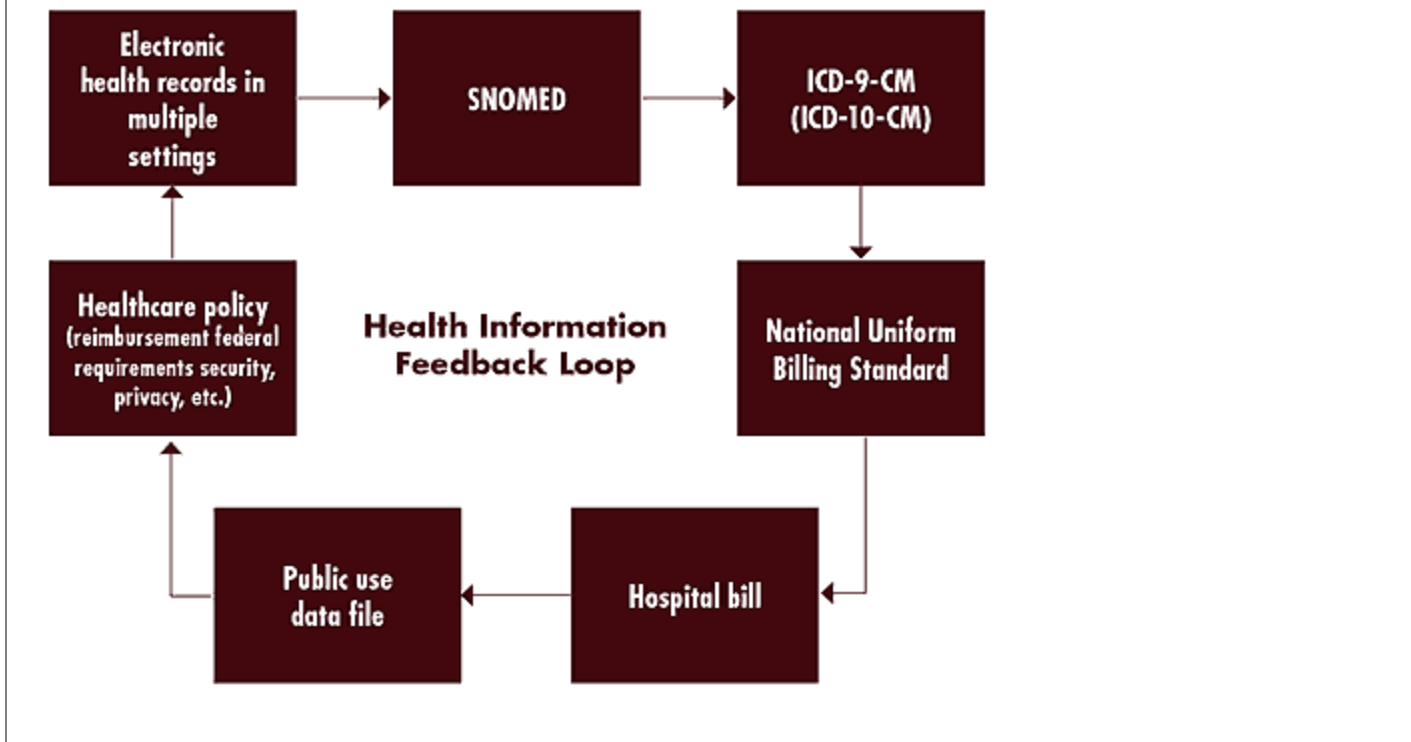 Electronic
health records in
multiple
settings
SNOMED
ICD-9-CM
(ICD-10-CM)
Healthcare policy
(reimbursement federal
requirements security,
privacy, etc.)
Health Information
Feedback Loop
National Uniform
Billing Standard
Public use
data file
Hospital bill